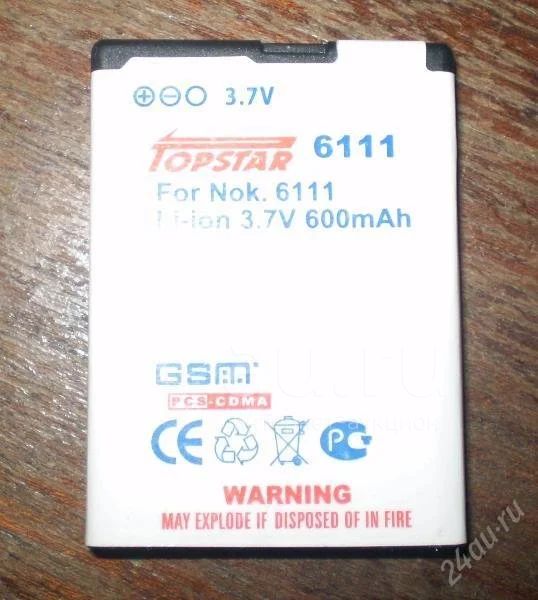 ⊕⊖○ 3.7V
TOPSTAR 6111
For Nok. 6111
Li-ion 3.7V 600mAh
GSM
PCS-CDMA
CE
WARNING
MAY EXPLODE IF DISPOSED OF IN FIRE
24au.ru